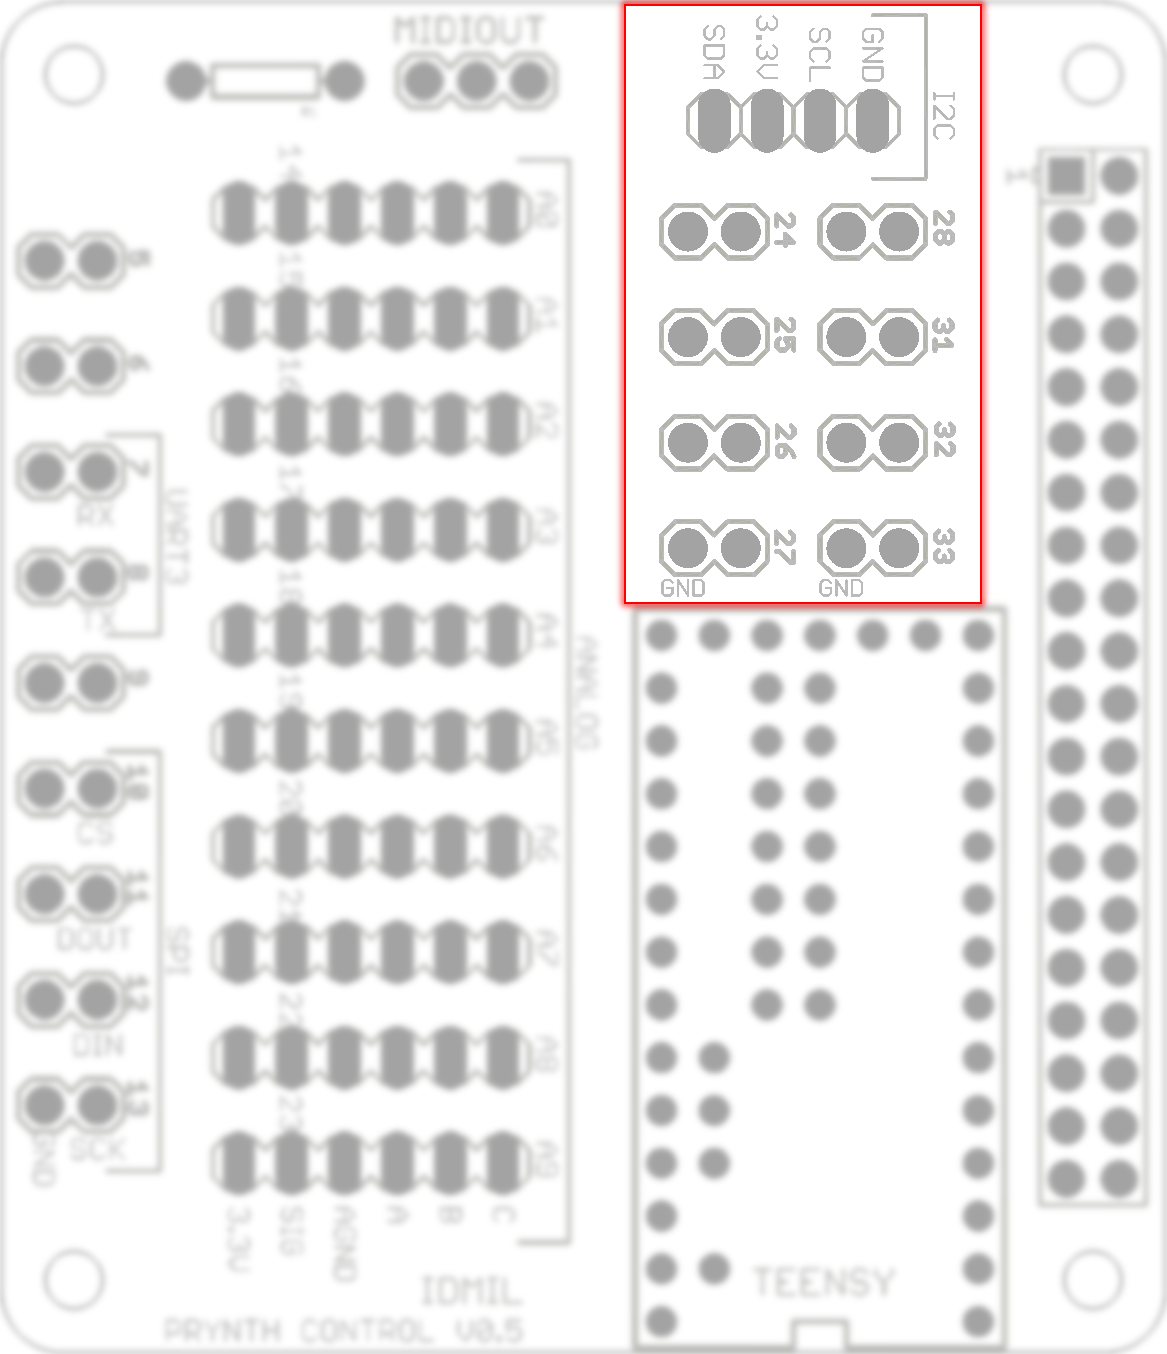 MIDIOUT
SDA
3.3V
SCL
GND
I2C
1
14
A0
24
28
15
A1
25
31
16
A2
26
32
7
RX
UART3
17
A3
27
33
GND
GND
8
TX
18
A4
19
A5
ANALOG
10
CS
20
A6
11
DOUT
SPI
21
A7
12
DIN
22
A8
13
SCK
GND
23
A9
3.3V
SIG
AGND
A
B
C
TEENSY
IDMIL
PRYNTH CONTROL V0.5